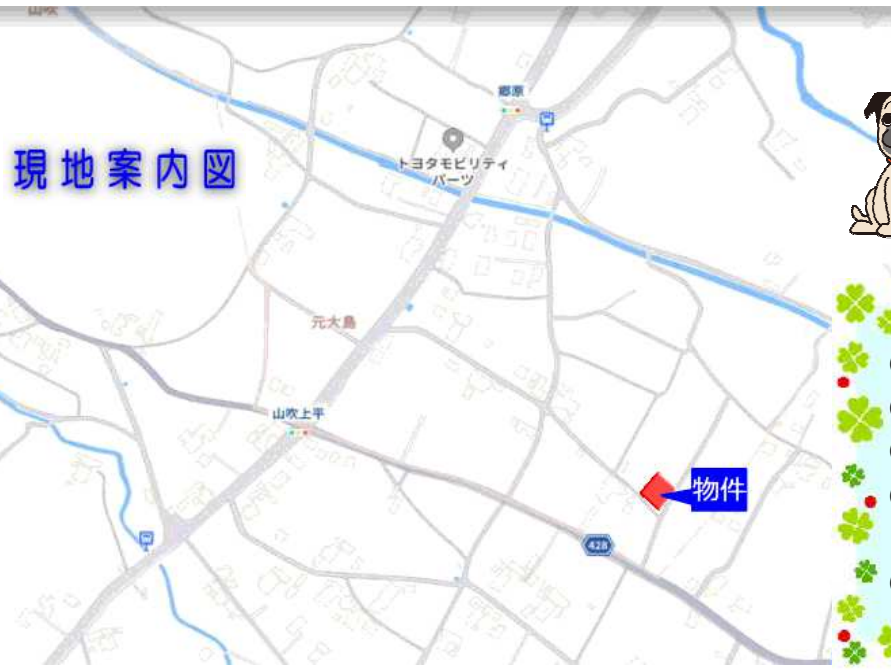 山吹
郷原
現地案内図
トヨタモビリティ
パーツ
元大島
山吹上平
物件
428